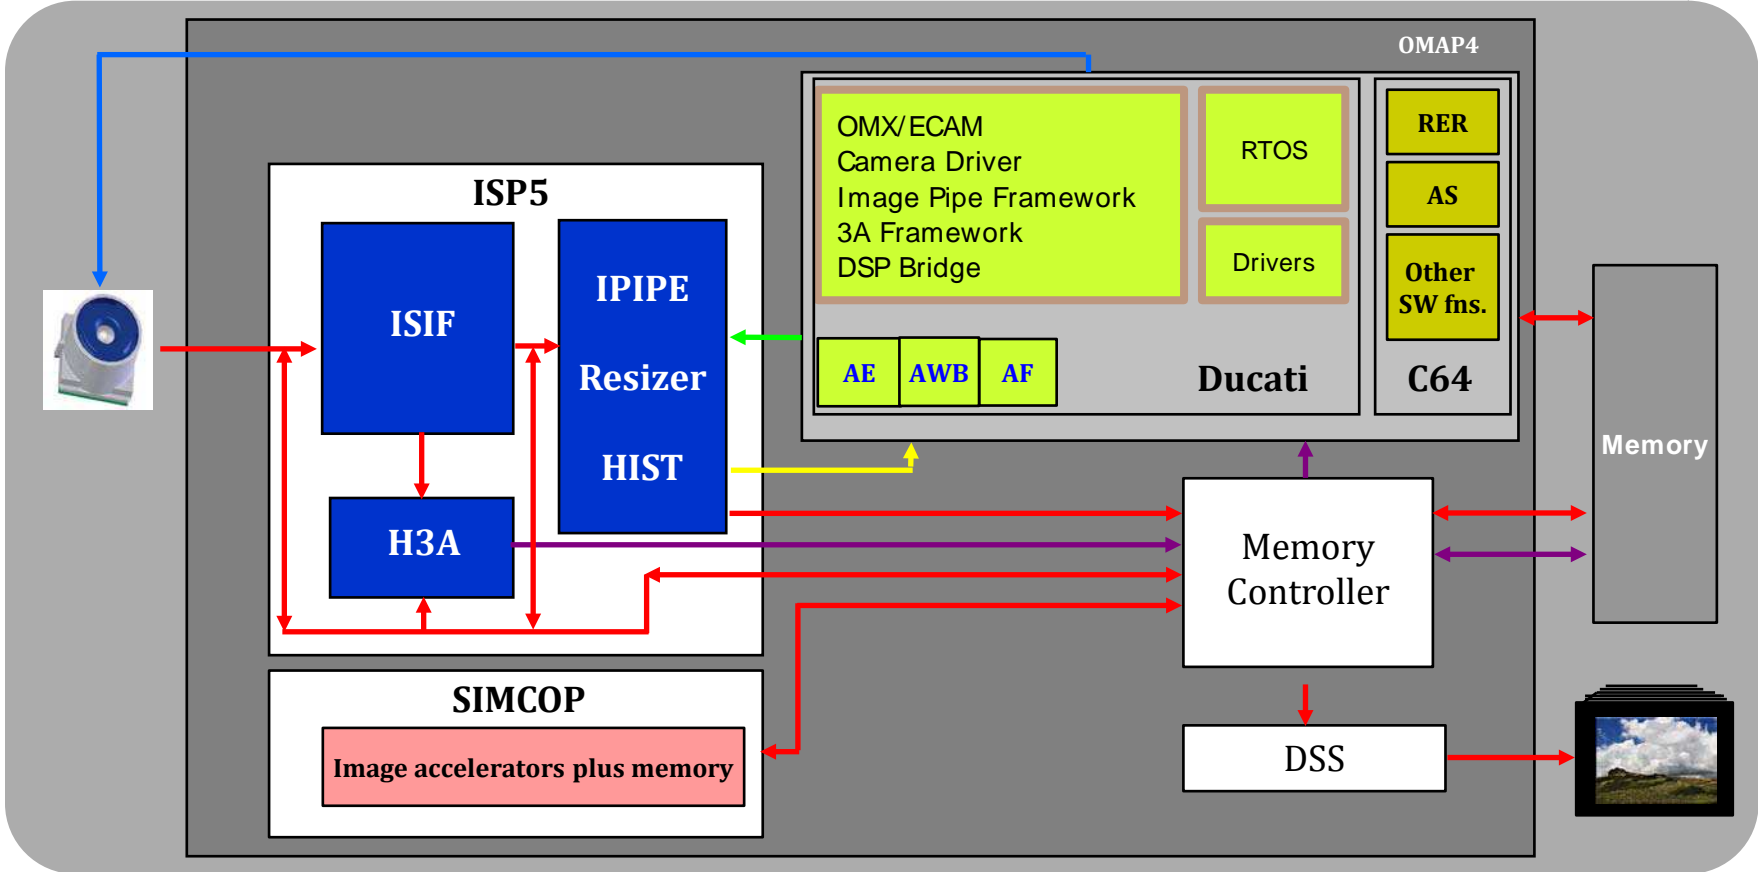 OMAP4
OMX/ECAM
Camera Driver
Image Pipe Framework
3A Framework
DSP Bridge
RTOS
Drivers
RER
AS
Other
SW fns.
AE
AWB
AF
Ducati
C64
ISP5
ISIF
IPIPE
Resizer
HIST
H3A
Memory
Memory
Controller
SIMCOP
Image accelerators plus memory
DSS